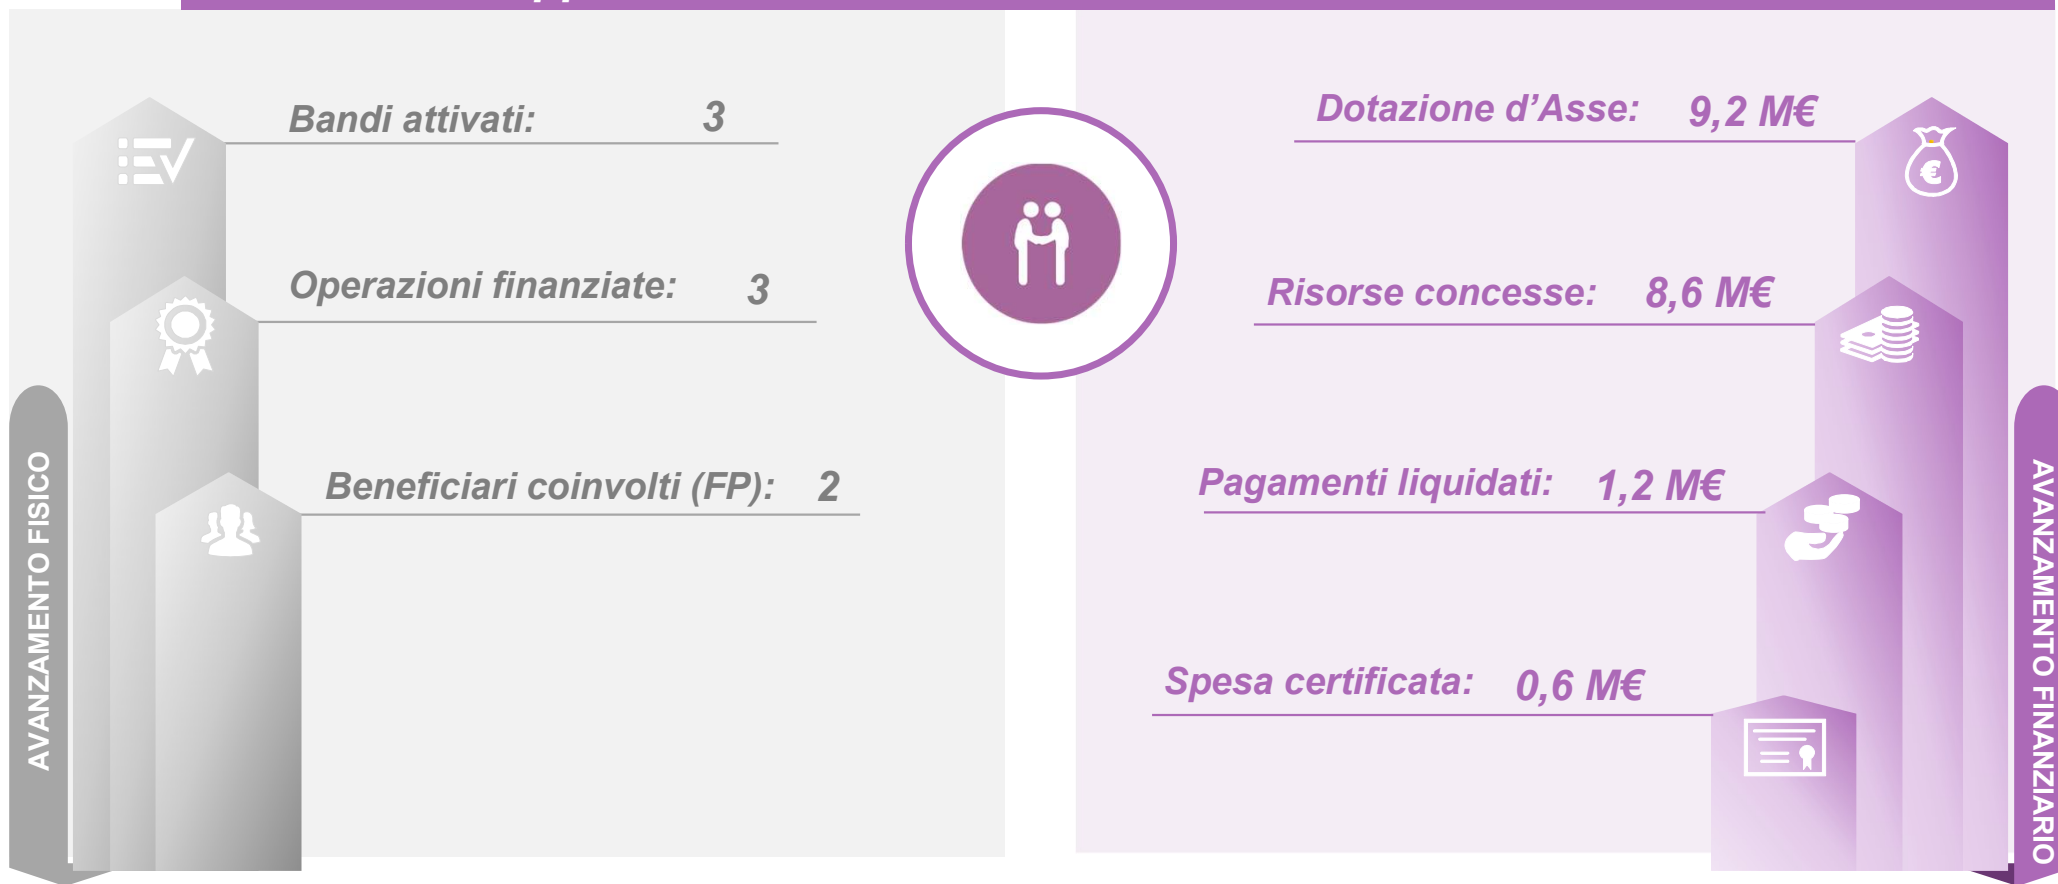 Bandi attivati: 3
Operazioni finanziate: 3
Beneficiari coinvolti (FP): 2
AVANZAMENTO FISICO
Dotazione d’Asse: 9,2 M€
Risorse concesse: 8,6 M€
Pagamenti liquidati: 1,2 M€
Spesa certificata: 0,6 M€
AVANZAMENTO FINANZIARIO